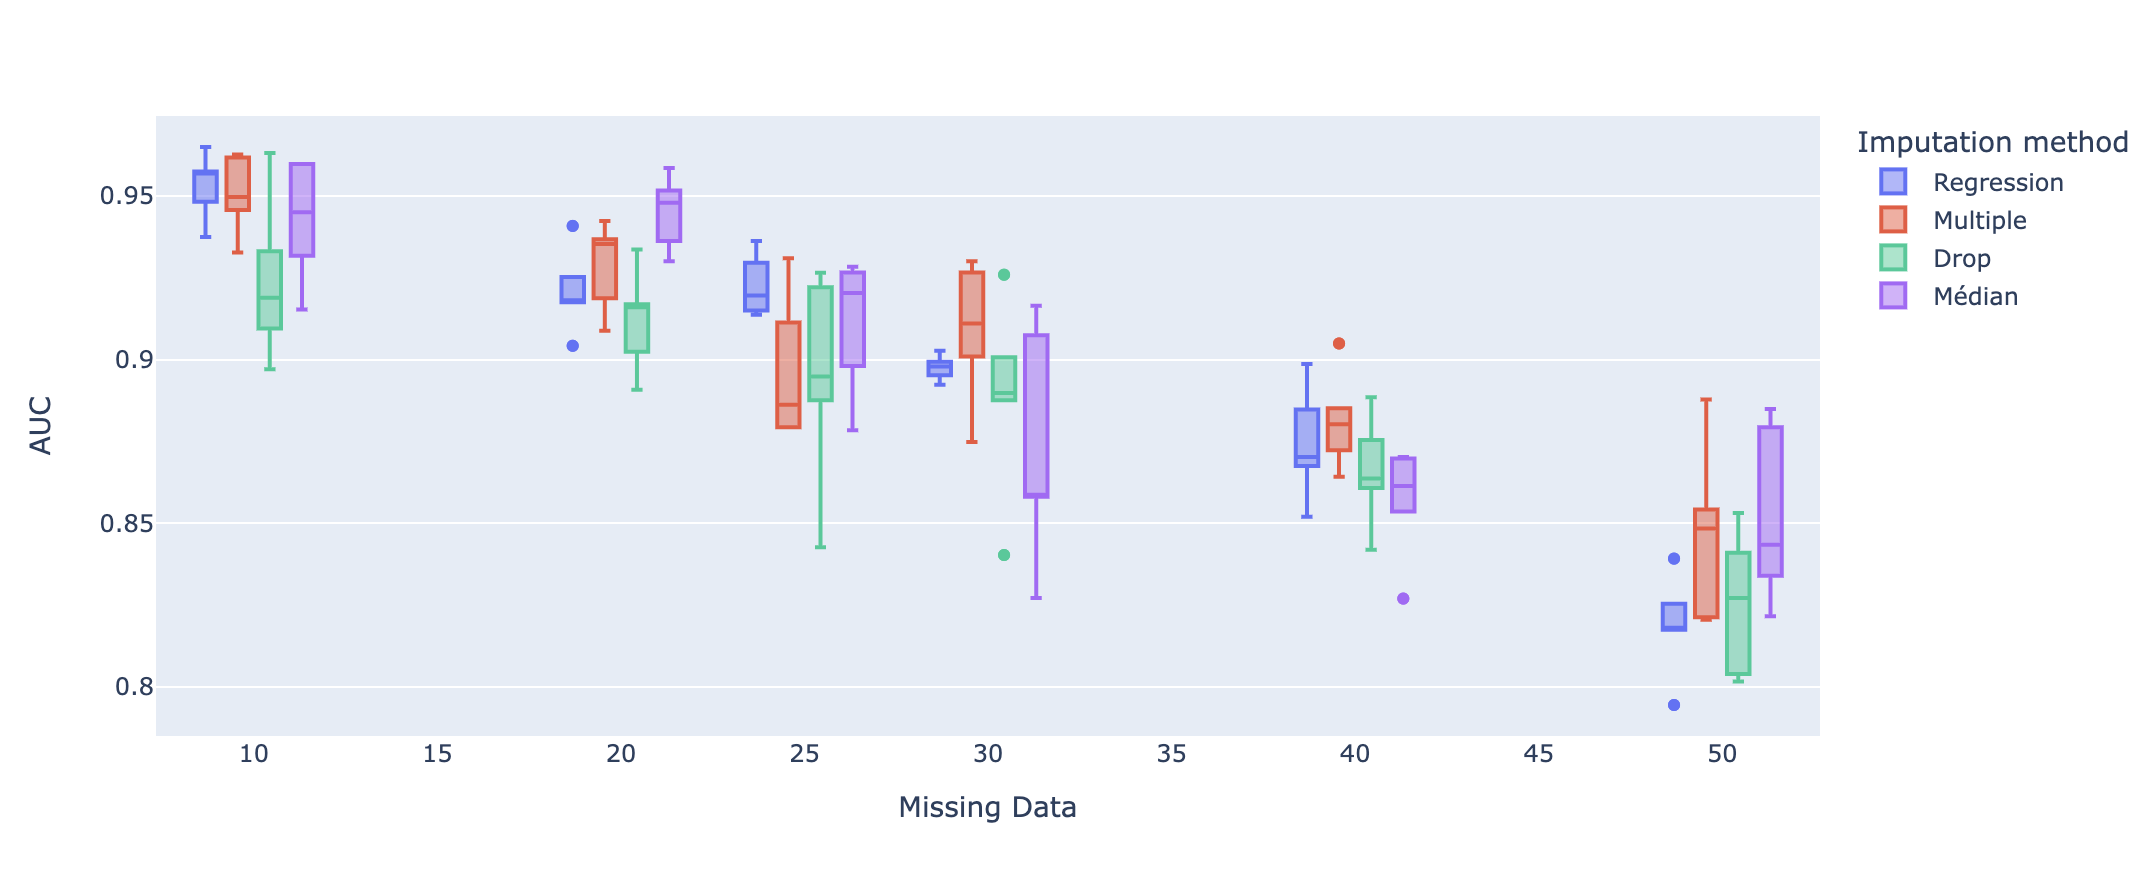 Imputation method
Regression
Multiple
Drop
Médian
AUC
0.95
0.9
0.85
0.8
10 15 20 25 30 35 40 45 50
Missing Data